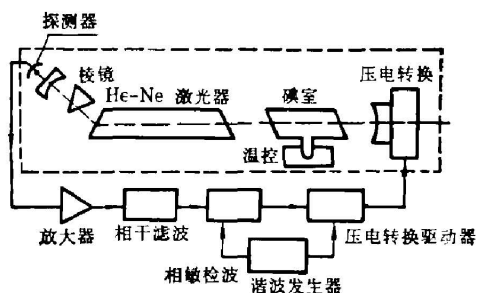 探测器
棱镜
He-Ne 激光器
碘室
压电转换
温控
放大器
相干滤波
相敏检波
谐波发生器
压电转换驱动器